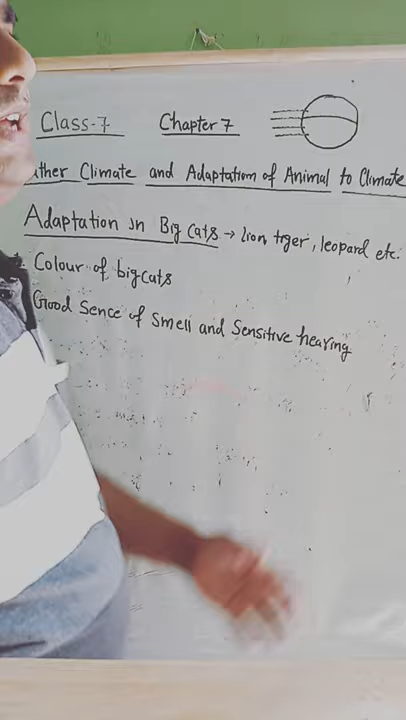 Class-7 Chapter 7
ather Climate and Adaptation of Animal to Climate
Adaptation in Big Cats → lion tiger, leopard etc.
Colour of bigcats
Good Sence of Smell and Sensitive hearing